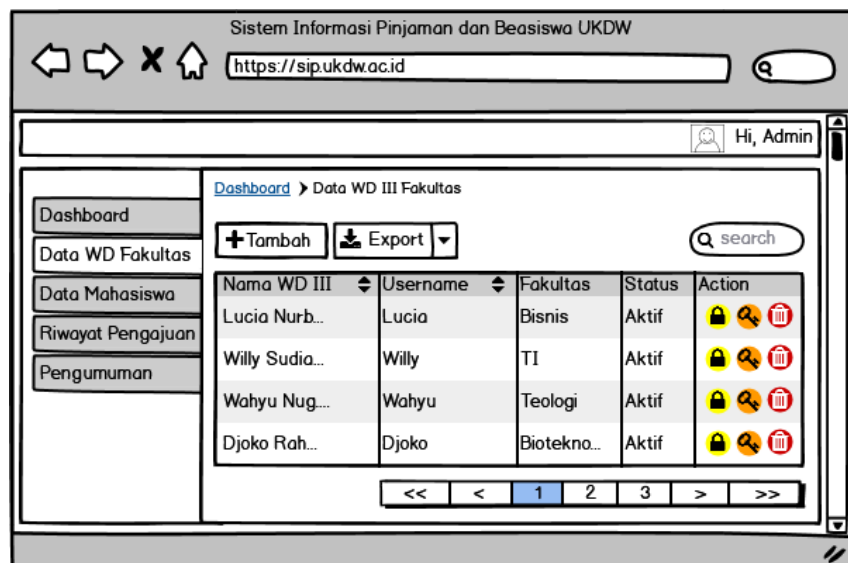 Sistem Informasi Pinjaman dan Beasiswa UKDW
https://sip.ukdw.ac.id
Hi, Admin
Dashboard
Data WD Fakultas
Data Mahasiswa
Riwayat Pengajuan
Pengumuman
Dashboard > Data WD III Fakultas
+Tambah Export search
Nama WD III Username Fakultas Status Action
Lucia Nurb... Lucia Bisnis Aktif
Willy Sudia... Willy TI Aktif
Wahyu Nug.... Wahyu Teologi Aktif
Djoko Rah... Djoko Biotekno... Aktif
<< < 1 2 3 > >>